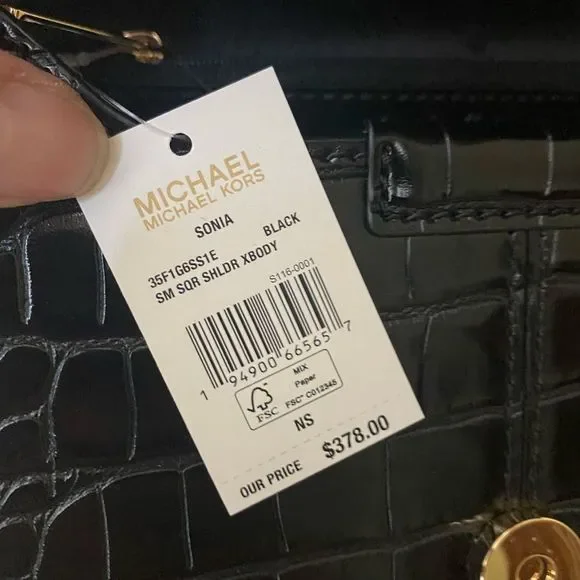 MICHAEL
MICHAEL KORS
SONIA
35F1G6SS1E BLACK
SM SQR SHLDR XBODY
S116-0001
1 94900 66565 7
FSC
MIX
Paper
FSC™ C012345
NS
OUR PRICE $378.00